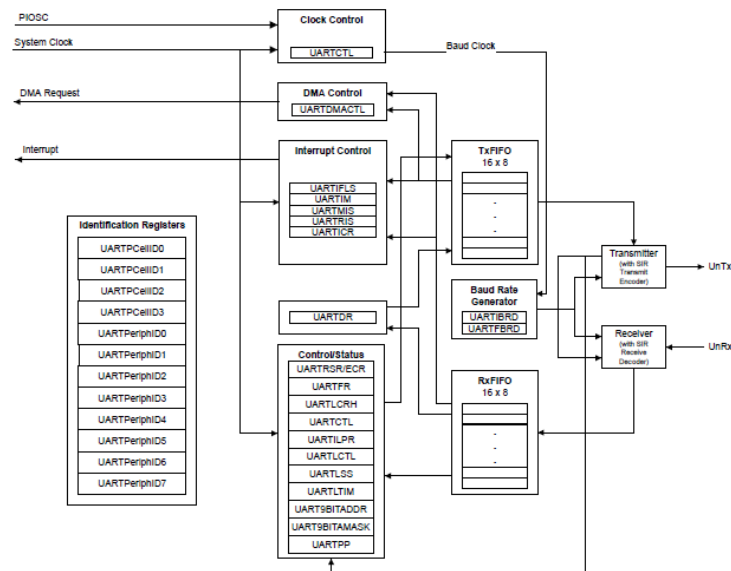 PIOSC
System Clock
Clock Control
UARTCTL
Baud Clock
DMA Request
DMA Control
UARTDMACTL
Interrupt
Interrupt Control
UARTIFLS
UARTIM
UARTMIS
UARTRIS
UARTICR
TxFIFO
16 x 8
Identification Registers
UARTPCellID0
UARTPCellID1
UARTPCellID2
UARTPCellID3
UARTPeriphID0
UARTPeriphID1
UARTPeriphID2
UARTPeriphID3
UARTPeriphID4
UARTPeriphID5
UARTPeriphID6
UARTPeriphID7
UARTDR
Baud Rate
Generator
UARTIBRD
UARTFBRD
Transmitter
(with SIR
Transmit
Encoder)
UnTx
Receiver
(with SIR
Receive
Decoder)
UnRx
Control/Status
UARTRSR/ECR
UARTFR
UARTLCRH
UARTCTL
UARTILPR
UARTLCTL
UARTLSS
UARTLTIM
UART9BITADDR
UART9BITAMASK
UARTPP
RxFIFO
16 x 8